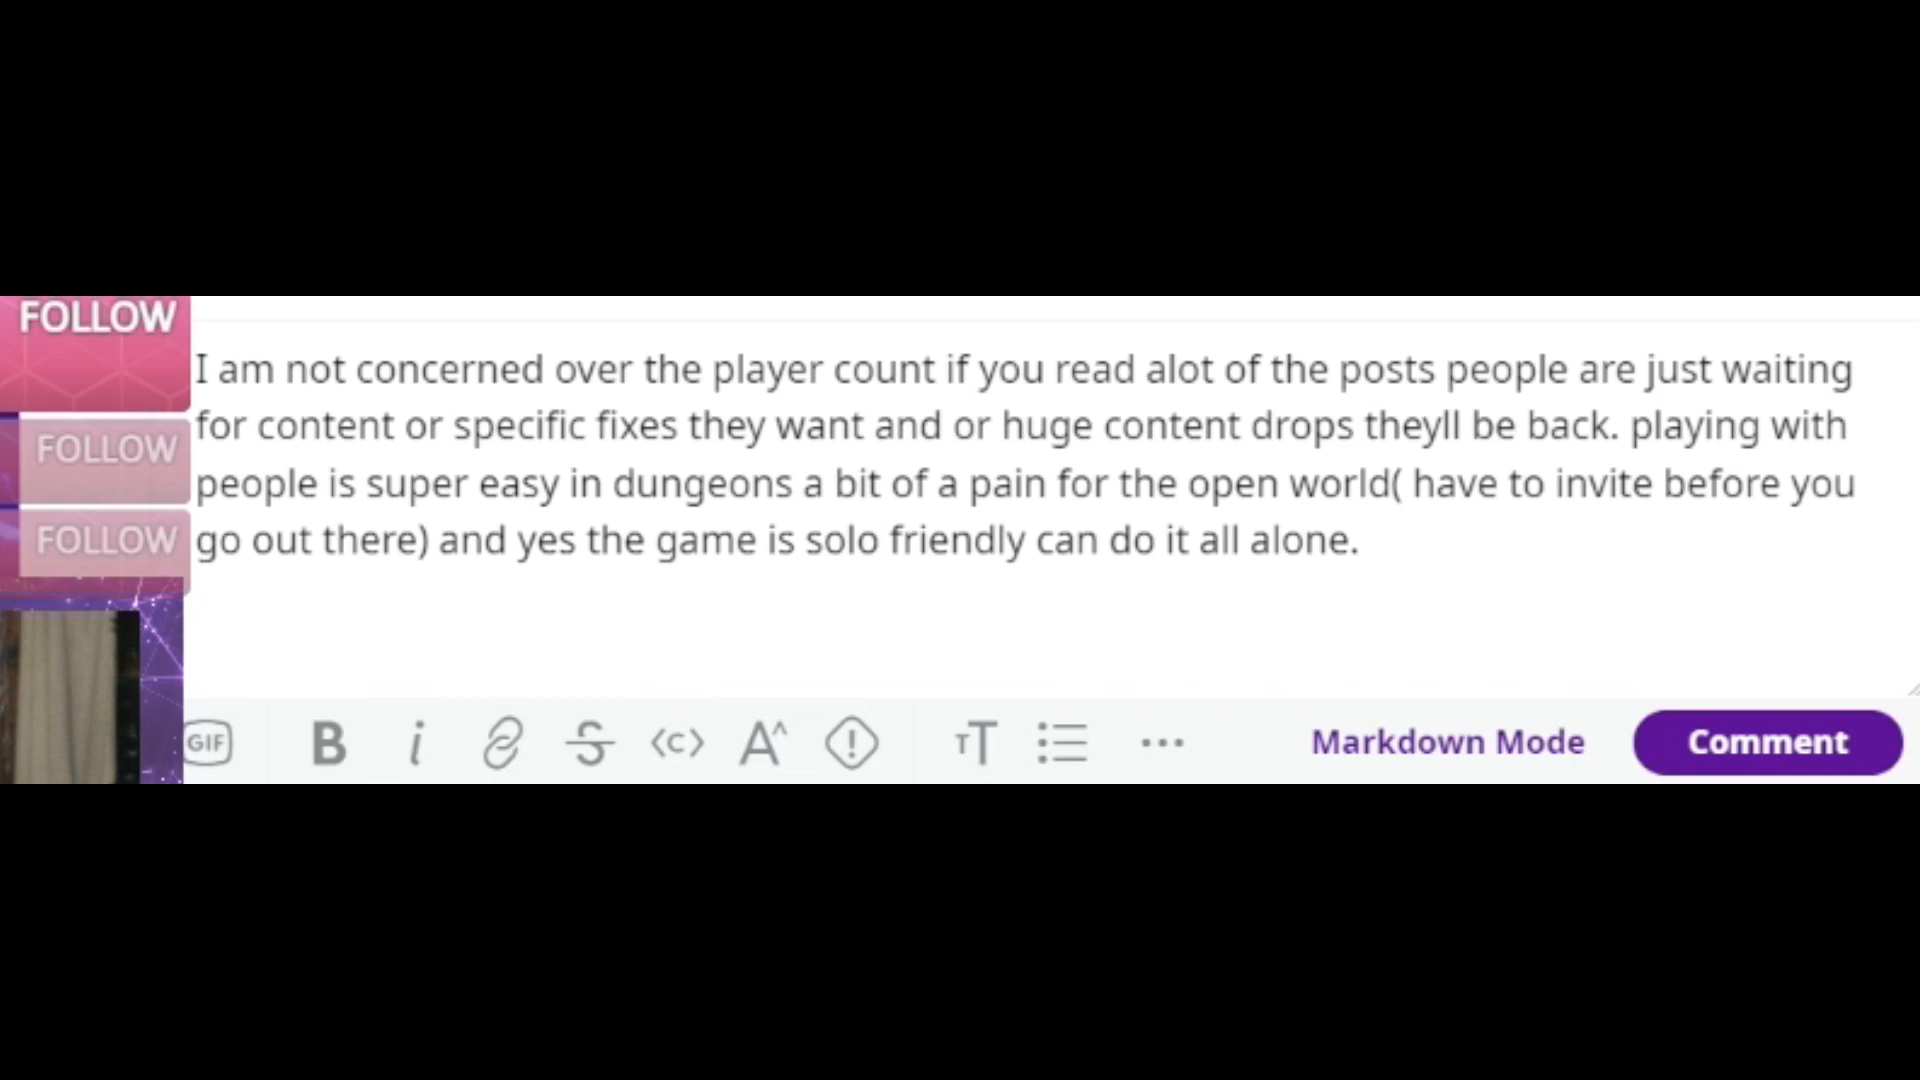 FOLLOW
I am not concerned over the player count if you read alot of the posts people are just waiting
for content or specific fixes they want and or huge content drops theyll be back. playing with
FOLLOW
people is super easy in dungeons a bit of a pain for the open world( have to invite before you
FOLLOW
go out there) and yes the game is solo friendly can do it all alone.
GIF B i S <c> A^ ! TT ... Markdown Mode Comment